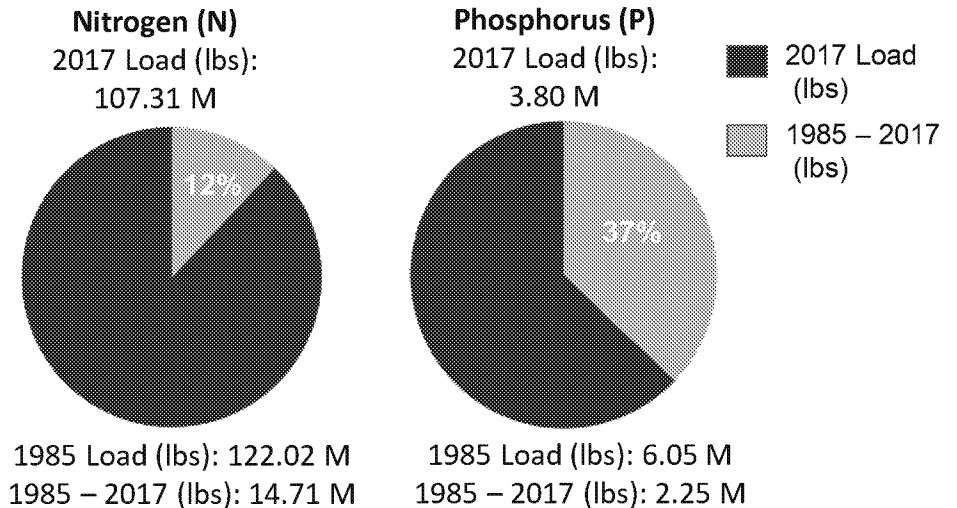 Nitrogen (N)
2017 Load (lbs):
107.31 M
12%
1985 Load (lbs): 122.02 M
1985 – 2017 (lbs): 14.71 M
Phosphorus (P)
2017 Load (lbs):
3.80 M
37%
1985 Load (lbs): 6.05 M
1985 – 2017 (lbs): 2.25 M
2017 Load
(lbs)
1985 – 2017
(lbs)